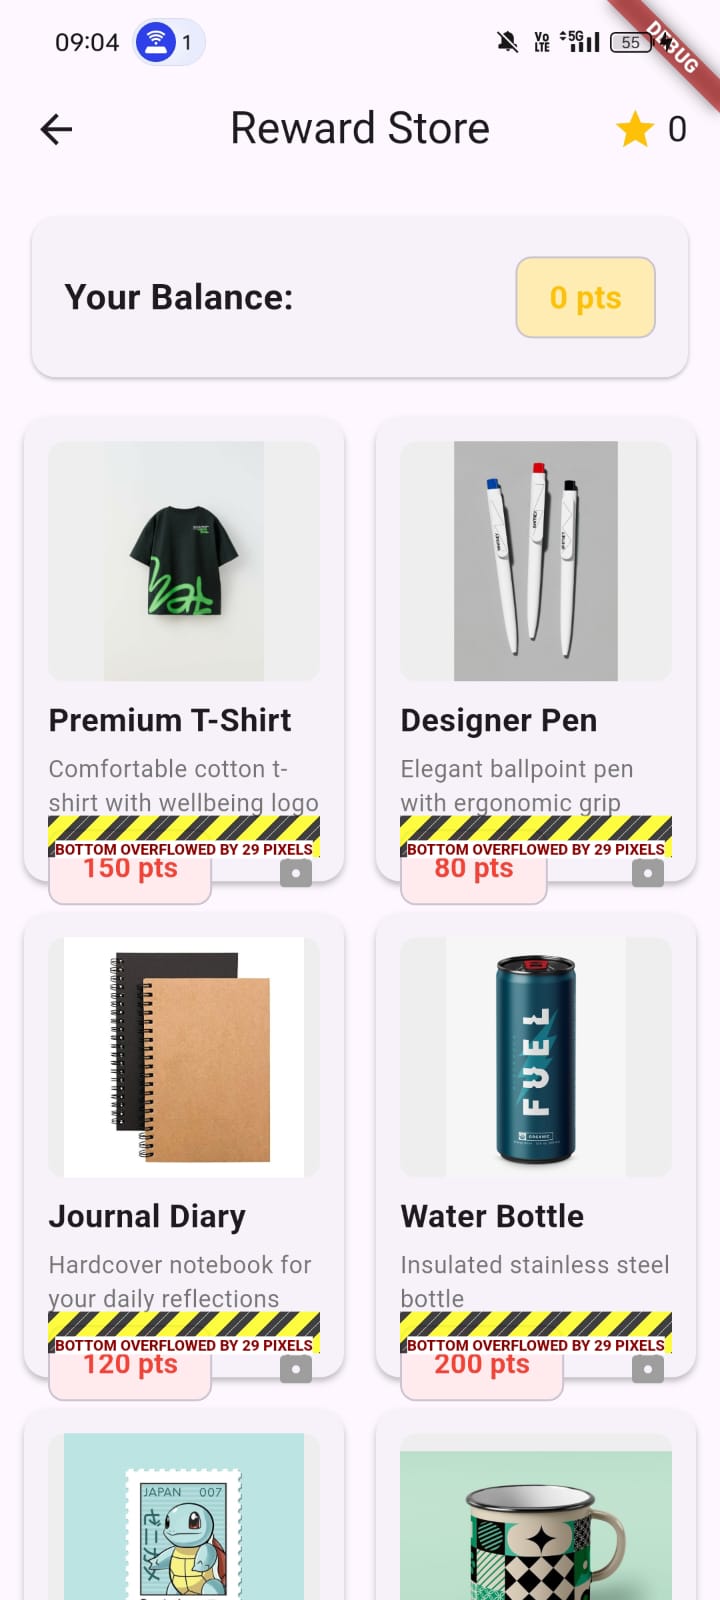 09:04
1
Vo
LTE
5G
55
DEBUG
Reward Store
0
Your Balance:
0 pts
Premium T-Shirt
Comfortable cotton t-
shirt with wellbeing logo
BOTTOM OVERFLOWED BY 29 PIXELS
150 pts
Designer Pen
Elegant ballpoint pen
with ergonomic grip
BOTTOM OVERFLOWED BY 29 PIXELS
80 pts
Journal Diary
Hardcover notebook for
your daily reflections
BOTTOM OVERFLOWED BY 29 PIXELS
120 pts
FUEL
ORGANIC
Water Bottle
Insulated stainless steel
bottle
BOTTOM OVERFLOWED BY 29 PIXELS
200 pts
JAPAN 007